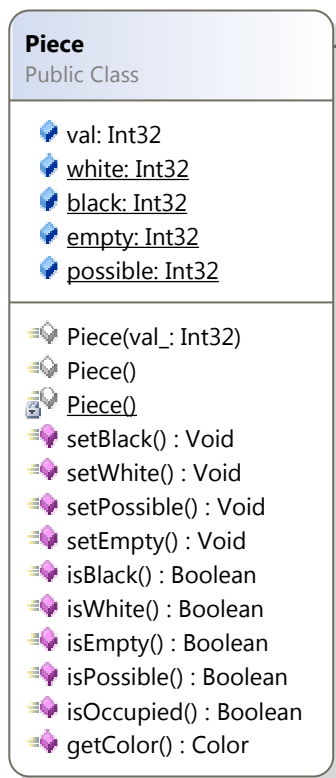 Piece
Public Class
val: Int32
white: Int32
black: Int32
empty: Int32
possible: Int32
Piece(val_: Int32)
Piece()
Piece()
setBlack() : Void
setWhite() : Void
setPossible() : Void
setEmpty() : Void
isBlack() : Boolean
isWhite() : Boolean
isEmpty() : Boolean
isPossible() : Boolean
isOccupied() : Boolean
getColor() : Color